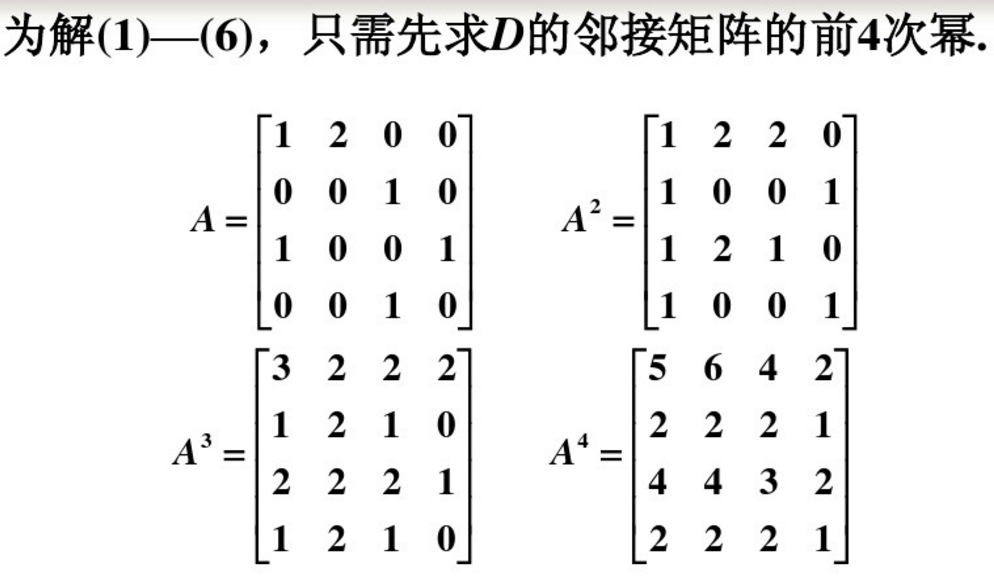 为解(1)—(6)，只需先求D的邻接矩阵的前4次幂.
A = [1 2 0 0
0 0 1 0
1 0 0 1
0 0 1 0]
A² = [1 2 2 0
1 0 0 1
1 2 1 0
1 0 0 1]
A³ = [3 2 2 2
1 2 1 0
2 2 2 1
1 2 1 0]
A⁴ = [5 6 4 2
2 2 2 1
4 4 3 2
2 2 2 1]